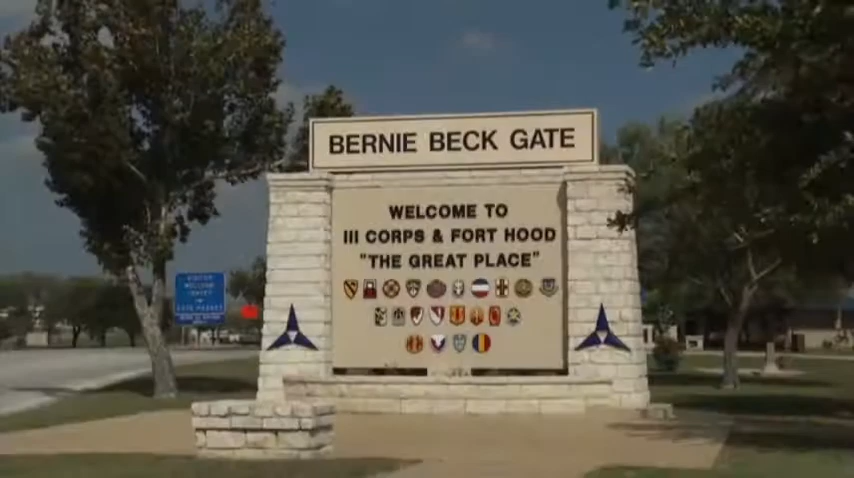 BERNIE BECK GATE
WELCOME TO
III CORPS & FORT HOOD
"THE GREAT PLACE"